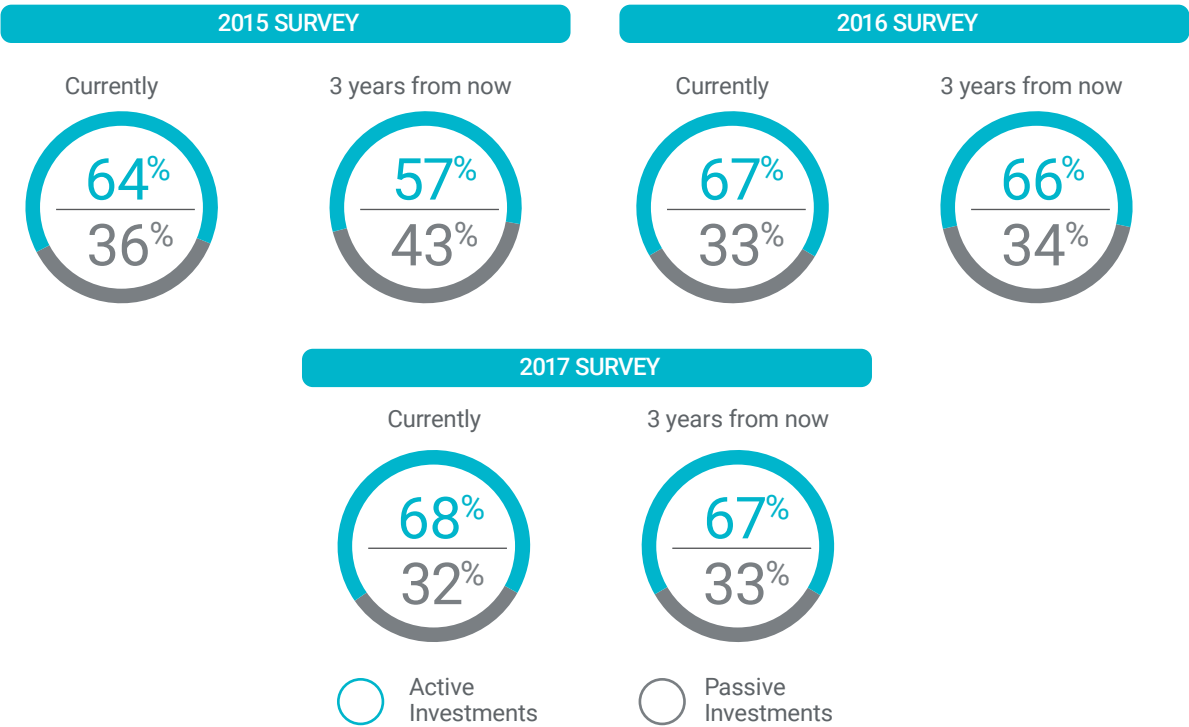 2015 SURVEY
2016 SURVEY
Currently
3 years from now
Currently
3 years from now
64%
36%
57%
43%
67%
33%
66%
34%
2017 SURVEY
Currently
3 years from now
68%
32%
67%
33%
Active
Investments
Passive
Investments